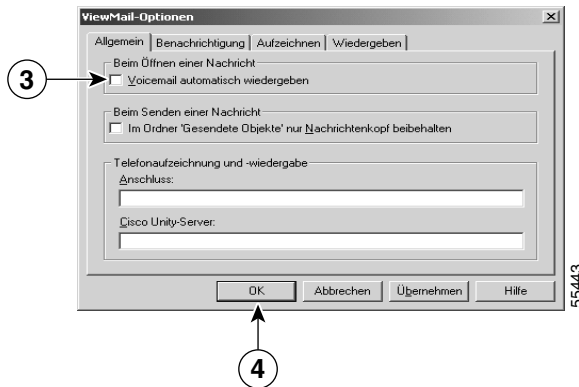 ViewMail-Optionen
Allgemein Benachrichtigung Aufzeichnen Wiedergeben
Beim Öffnen einer Nachricht
3
Voicemail automatisch wiedergeben
Beim Senden einer Nachricht
Im Ordner 'Gesendete Objekte' nur Nachrichtenkopf beibehalten
Telefonaufzeichnung und -wiedergabe
Anschluss:
Cisco Unity-Server:
OK Abbrechen Übernehmen Hilfe
55443
4